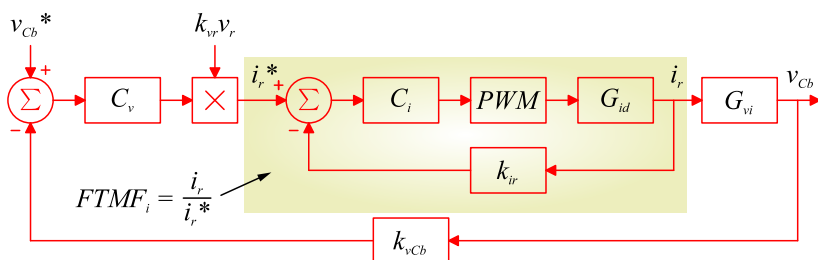 v_Cb* k_vr v_r
+ i_r* + i_r v_Cb
Σ C_v × Σ C_i PWM G_id G_vi
− −
k_ir
FTMF_i = i_r / i_r*
k_vCb